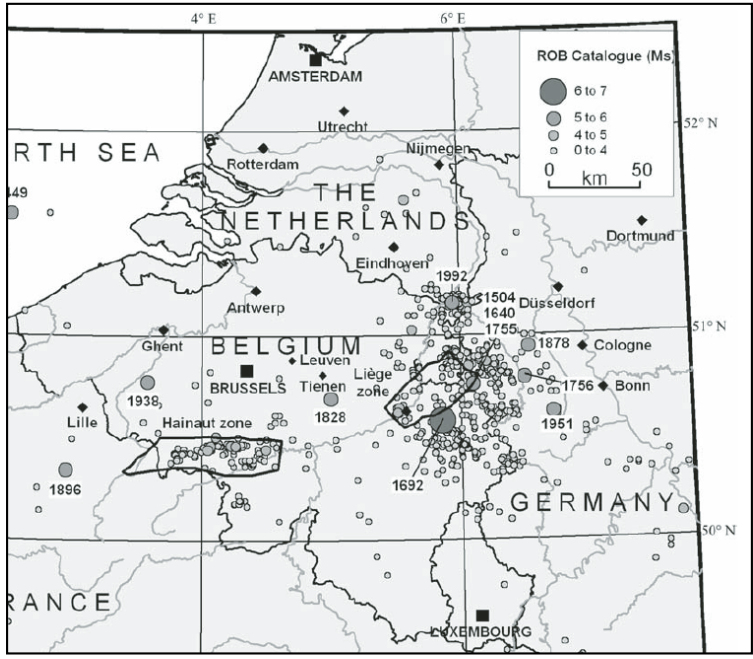 4° E
6° E
ROB Catalogue (Ms)
6 to 7
5 to 6
4 to 5
0 to 4
0 50
km
AMSTERDAM
Utrecht
52° N
RTH SEA
Rotterdam
Nijmegen
449
THE
NETHERLANDS
Dortmund
Eindhoven
1992
1504
1640
1755
Düsseldorf
Antwerp
51° N
Ghent
BELGIUM
1878
Cologne
Leuven
Liège
zone
BRUSSELS
Tienen
1756
Bonn
1938
1828
1951
Lille
Hainaut zone
1896
1692
GERMANY
50° N
RANCE
LUXEMBOURG